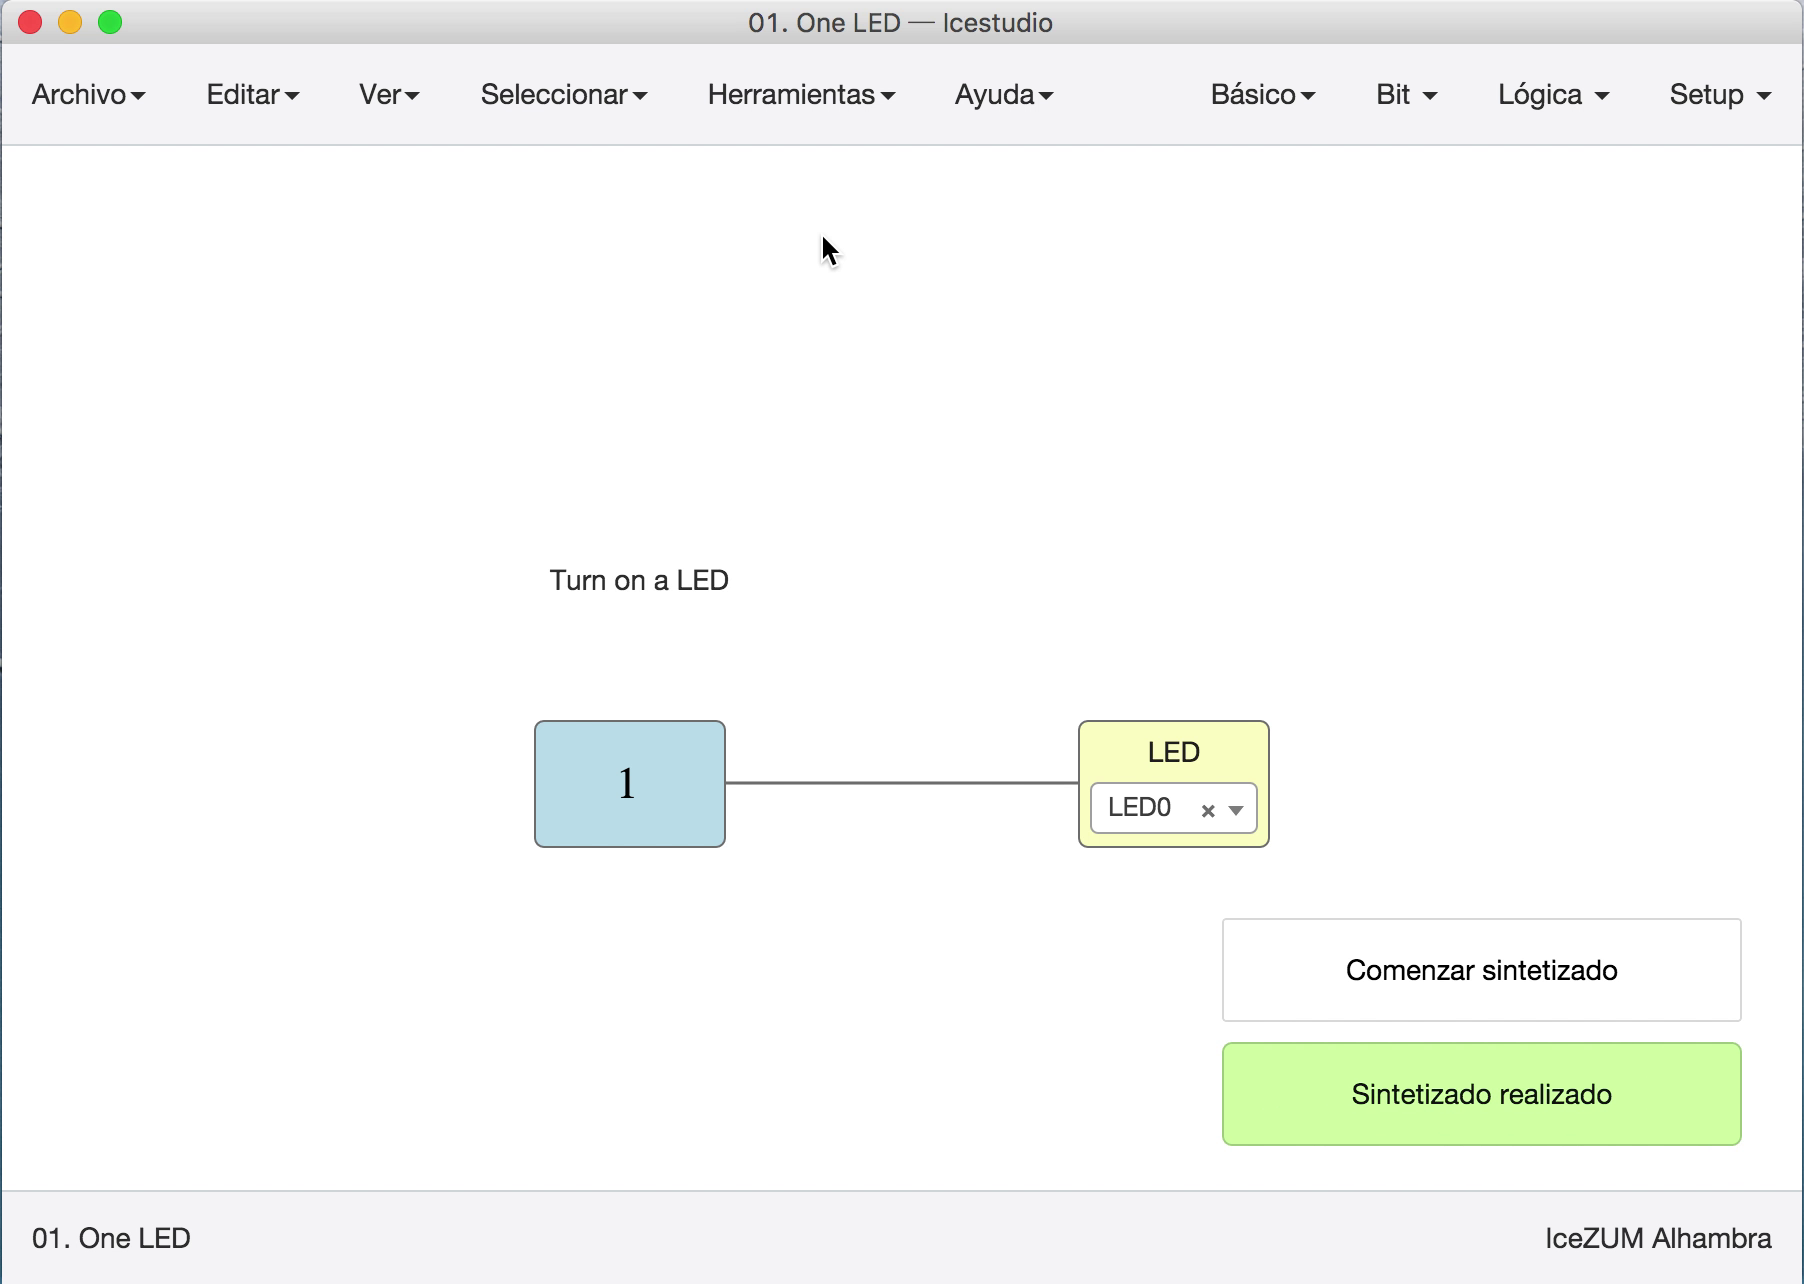 01. One LED — Icestudio
Archivo Editar Ver Seleccionar Herramientas Ayuda Básico Bit Lógica Setup
Turn on a LED
1
LED
LED0
Comenzar sintetizado
Sintetizado realizado
01. One LED IceZUM Alhambra